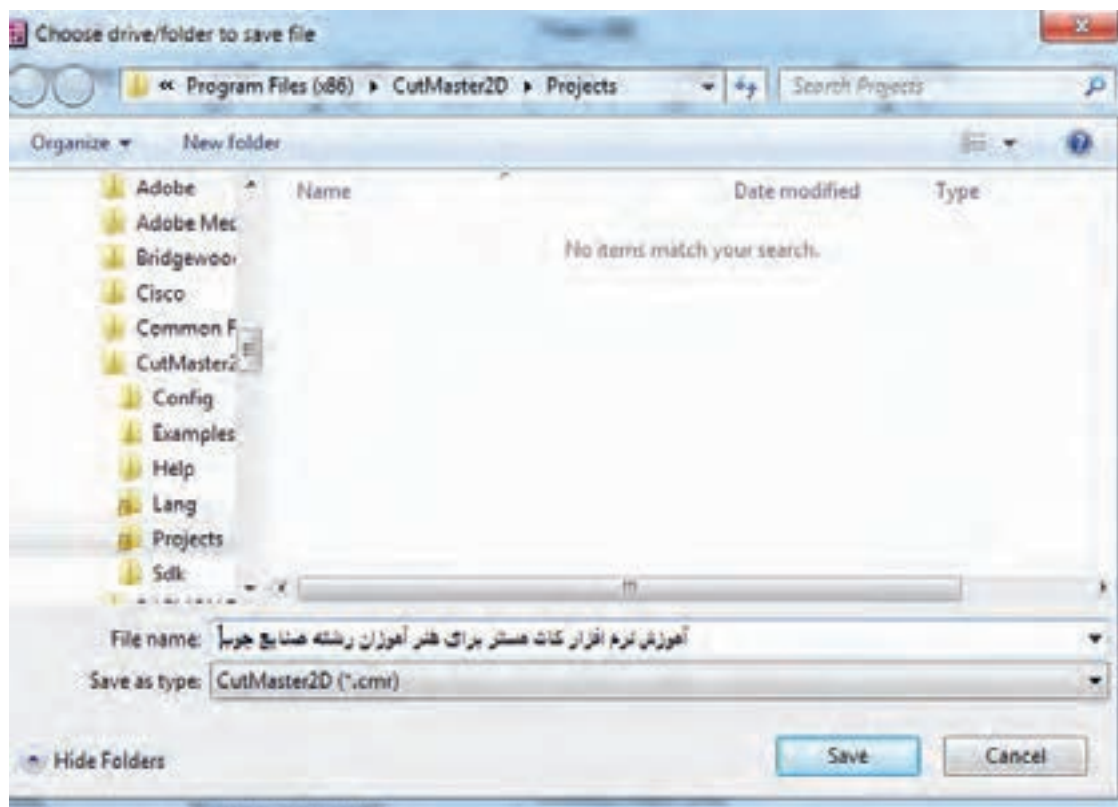 Choose drive/folder to save file
« Program Files (x86) ▸ CutMaster2D ▸ Projects
Search Projects
Organize
New folder
Name
Date modified
Type
No items match your search.
Adobe
Adobe Mec
Bridgewoo
Cisco
Common F
CutMaster2
Config
Examples
Help
Lang
Projects
Sdk
File name: آموزش نرم افزار کات مستر برای هنر آموزان رشته صنایع چوب
Save as type: CutMaster2D (*.cmr)
Hide Folders
Save
Cancel